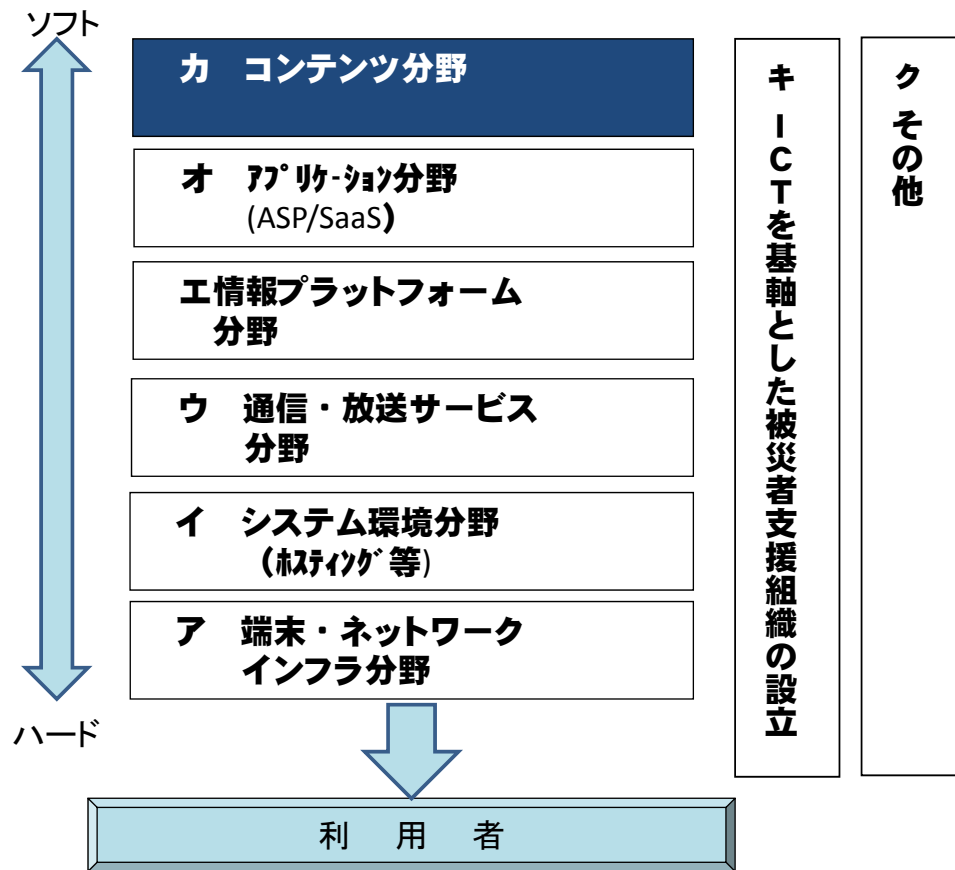 ソフト
カ コンテンツ分野
オ ｱﾌﾟﾘｹ-ｼｮﾝ分野
(ASP/SaaS)
エ情報プラットフォーム
分野
ウ 通信・放送サービス
分野
イ システム環境分野
(ﾎｽﾃｨﾝｸﾞ等)
ア 端末・ネットワーク
インフラ分野
ハード
キ ICTを基軸とした被災者支援組織の設立
ク その他
利 用 者